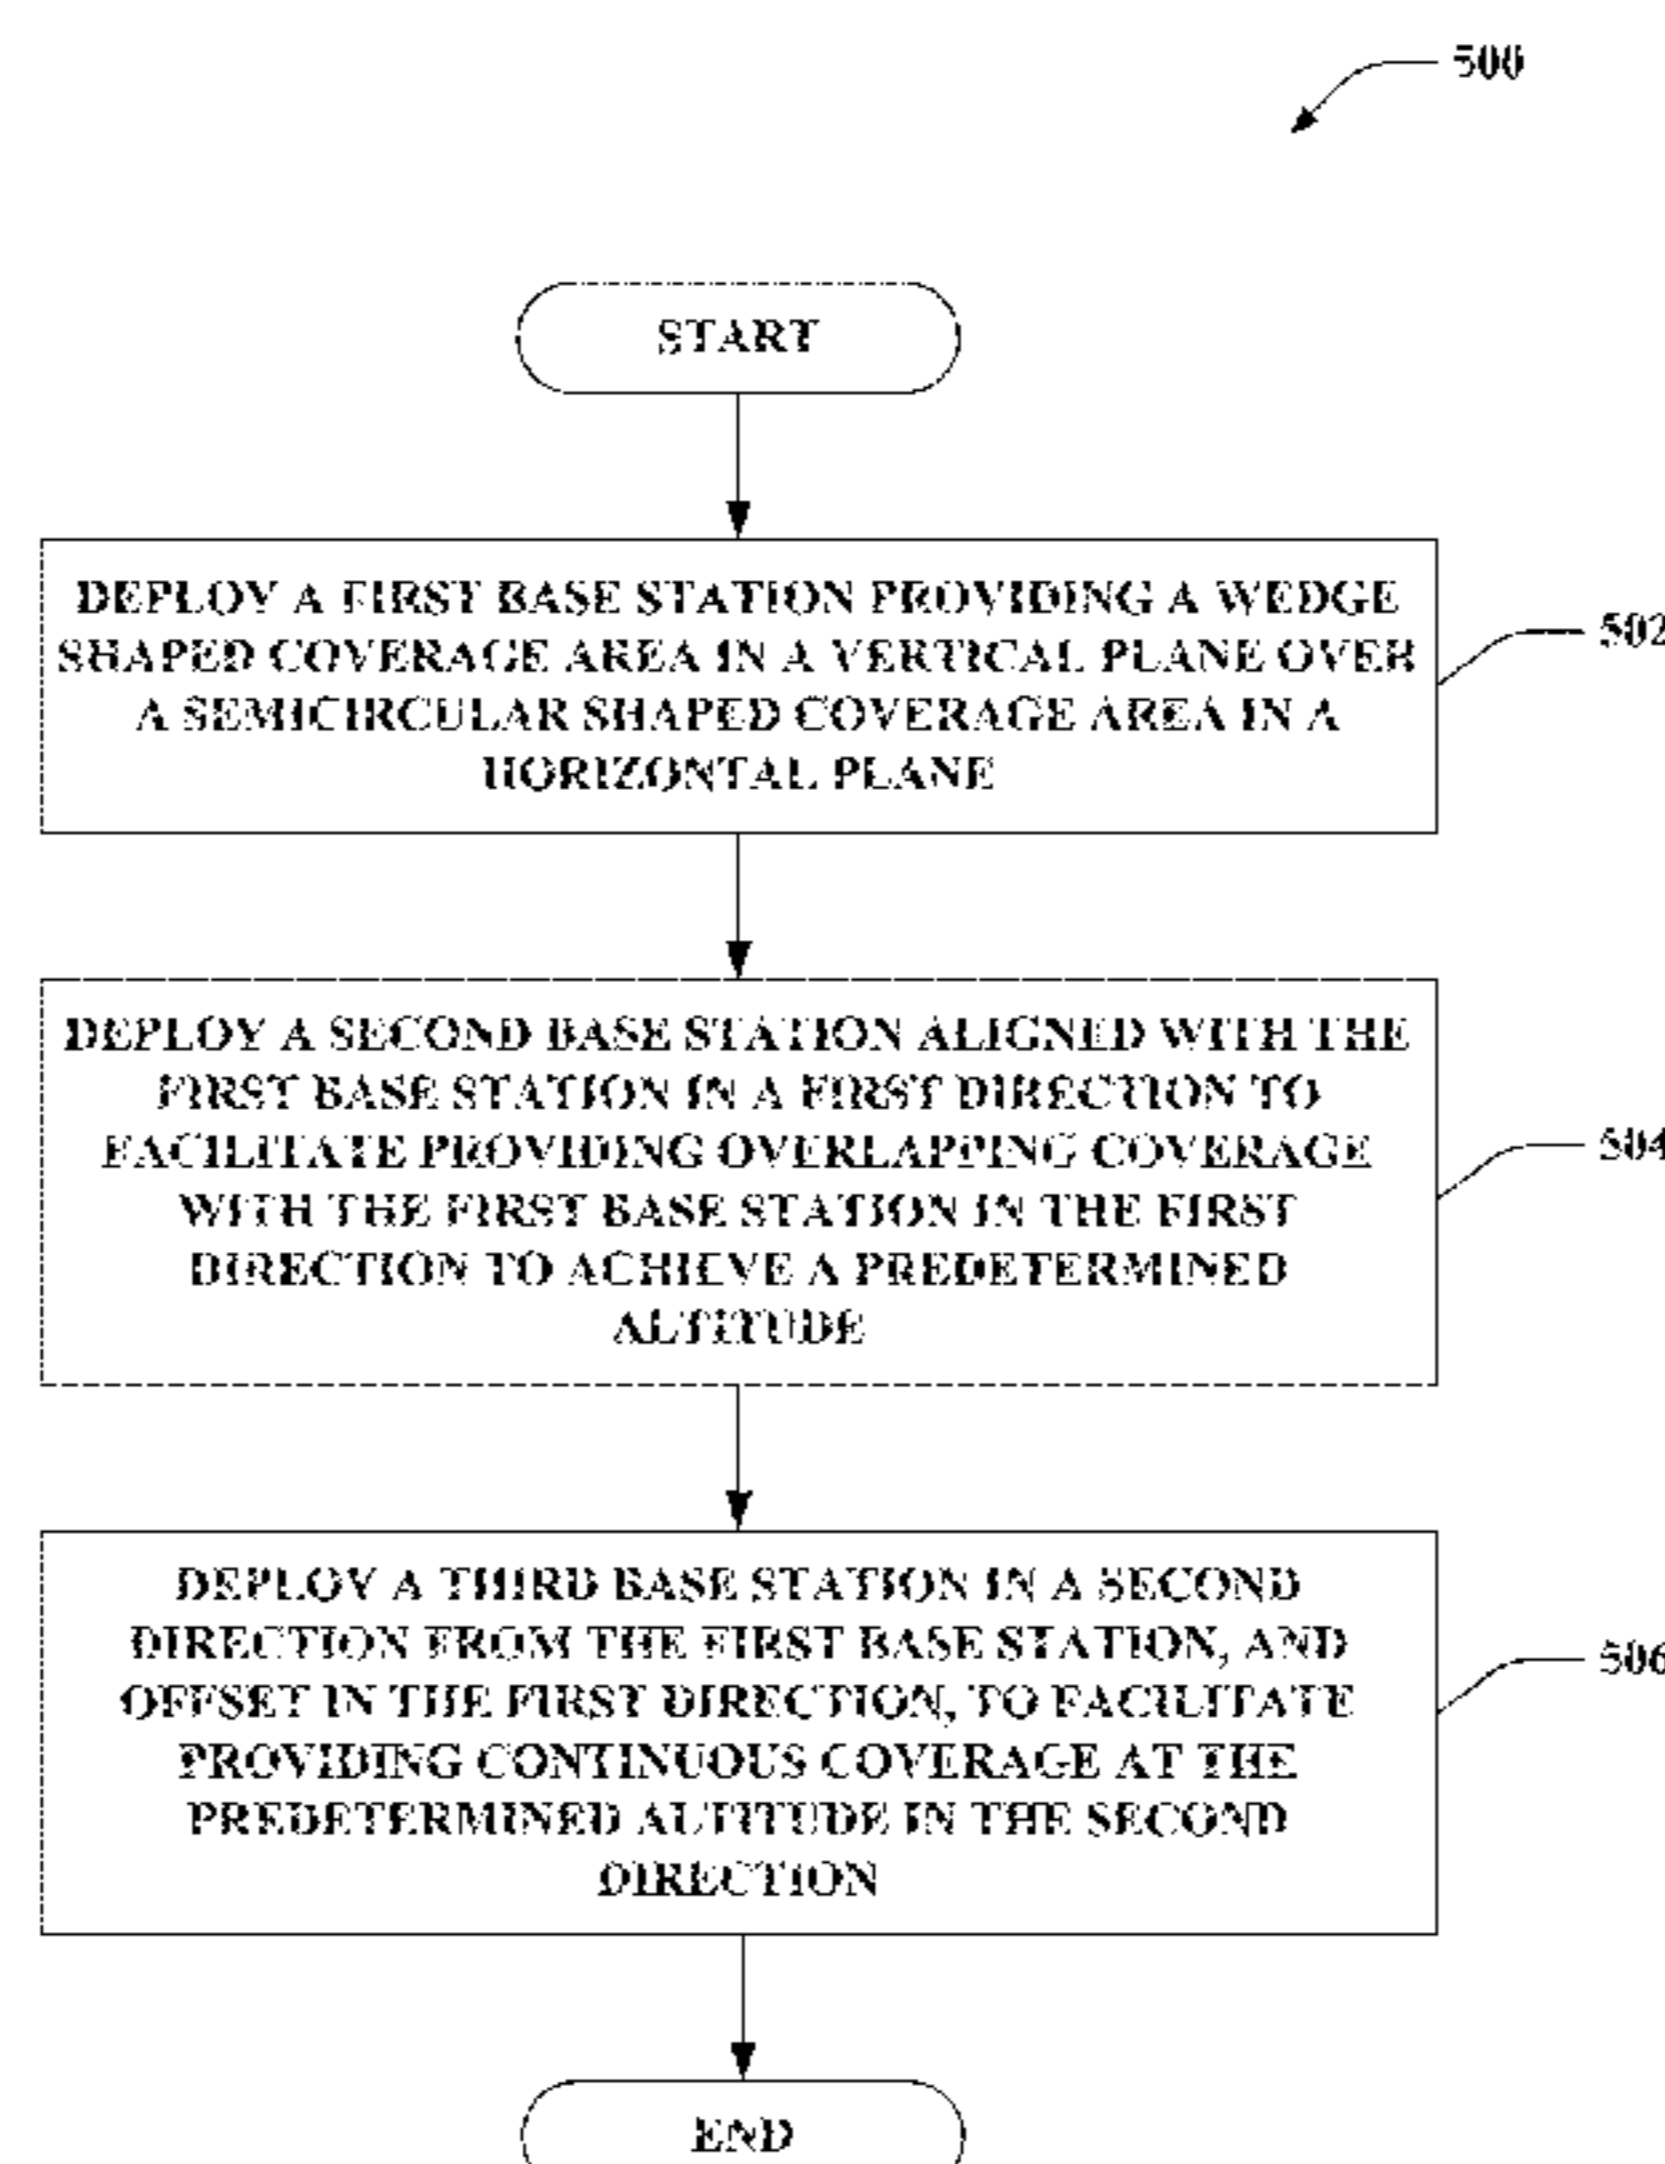 500
START
DEPLOY A FIRST BASE STATION PROVIDING A WEDGE
SHAPED COVERAGE AREA IN A VERTICAL PLANE OVER
A SEMICIRCULAR SHAPED COVERAGE AREA IN A
HORIZONTAL PLANE
502
DEPLOY A SECOND BASE STATION ALIGNED WITH THE
FIRST BASE STATION IN A FIRST DIRECTION TO
FACILITATE PROVIDING OVERLAPPING COVERAGE
WITH THE FIRST BASE STATION IN THE FIRST
DIRECTION TO ACHIEVE A PREDETERMINED
ALTITUDE
504
DEPLOY A THIRD BASE STATION IN A SECOND
DIRECTION FROM THE FIRST BASE STATION, AND
OFFSET IN THE FIRST DIRECTION, TO FACILITATE
PROVIDING CONTINUOUS COVERAGE AT THE
PREDETERMINED ALTITUDE IN THE SECOND
DIRECTION
506
END